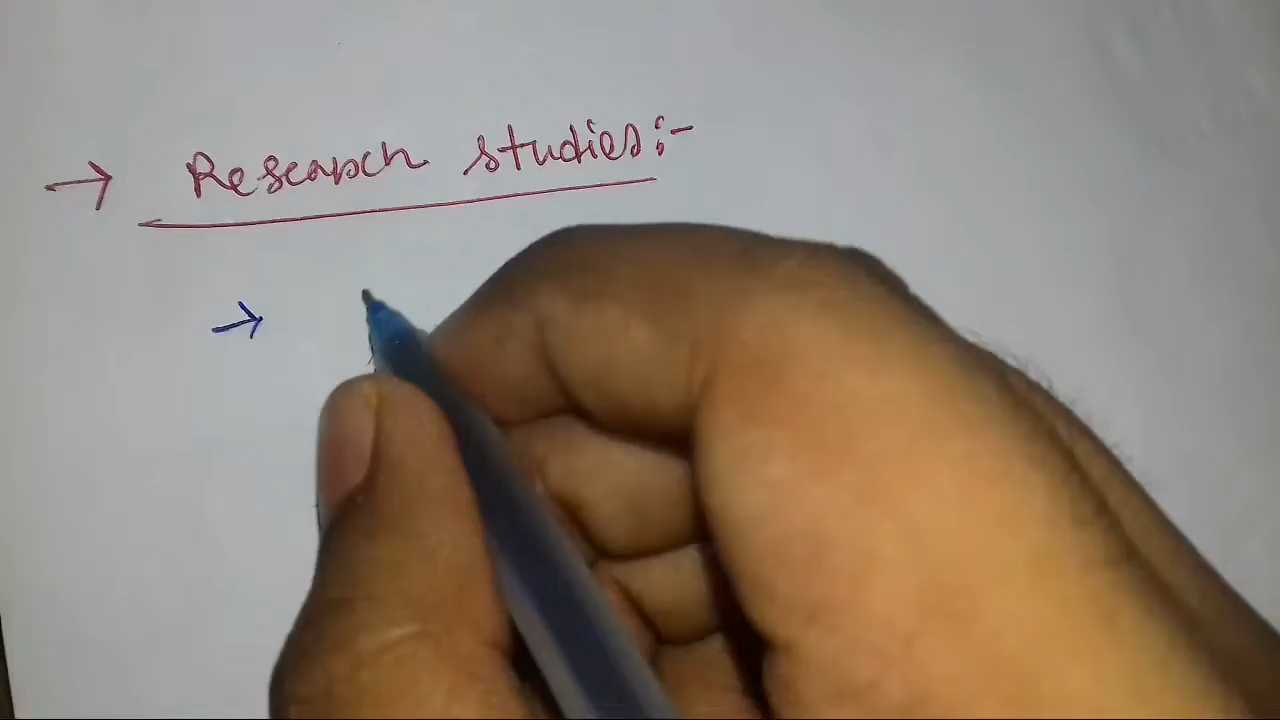 → Research studies:-
→